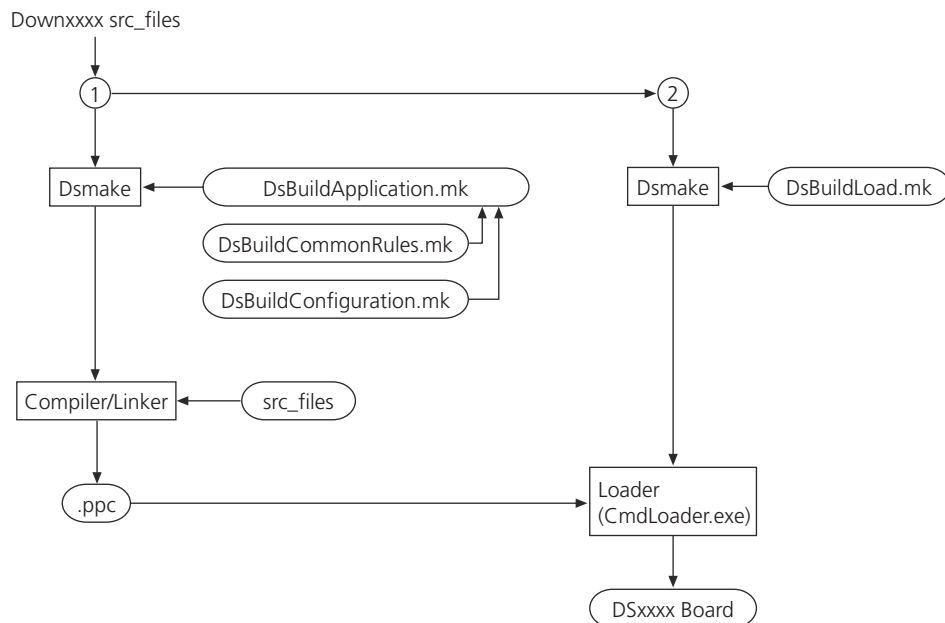 Downxxxx src_files
1
2
Dsmake
DsBuildApplication.mk
Dsmake
DsBuildLoad.mk
DsBuildCommonRules.mk
DsBuildConfiguration.mk
Compiler/Linker
src_files
.ppc
Loader
(CmdLoader.exe)
DSxxxx Board